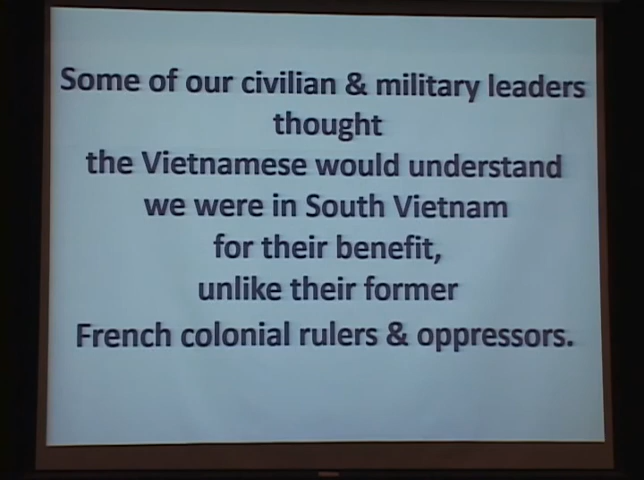 Some of our civilian & military leaders
thought
the Vietnamese would understand
we were in South Vietnam
for their benefit,
unlike their former
French colonial rulers & oppressors.